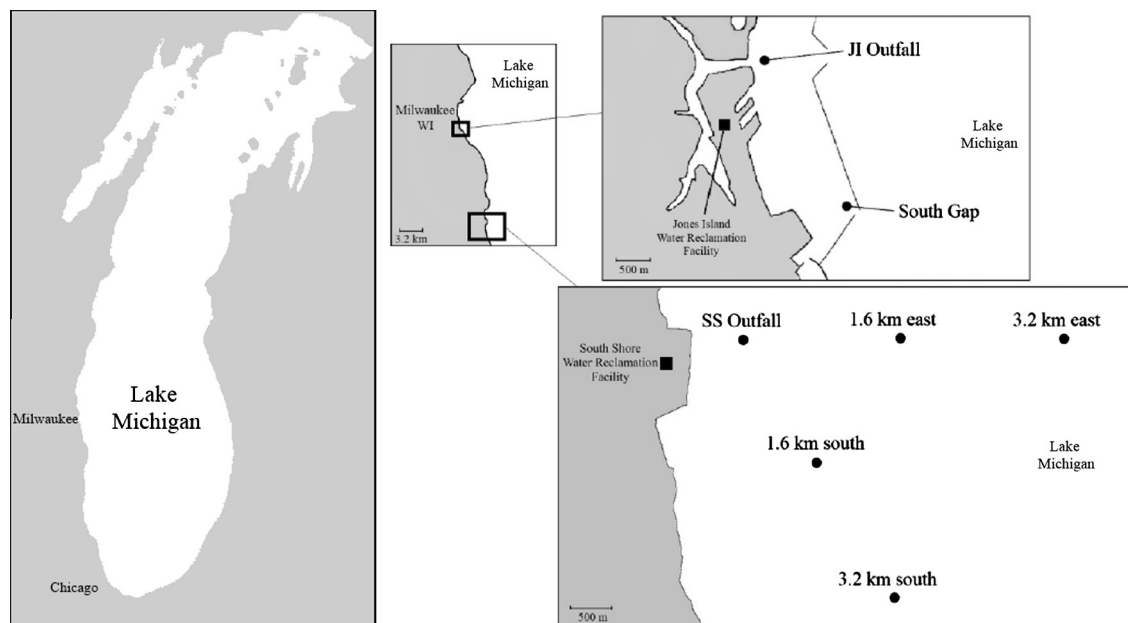 Lake
Michigan
Milwaukee
Chicago
Lake
Michigan
Milwaukee
WI
3.2 km
JI Outfall
Lake
Michigan
South Gap
Jones Island
Water Reclamation
Facility
500 m
SS Outfall
1.6 km east
3.2 km east
South Shore
Water Reclamation
Facility
1.6 km south
Lake
Michigan
3.2 km south
500 m